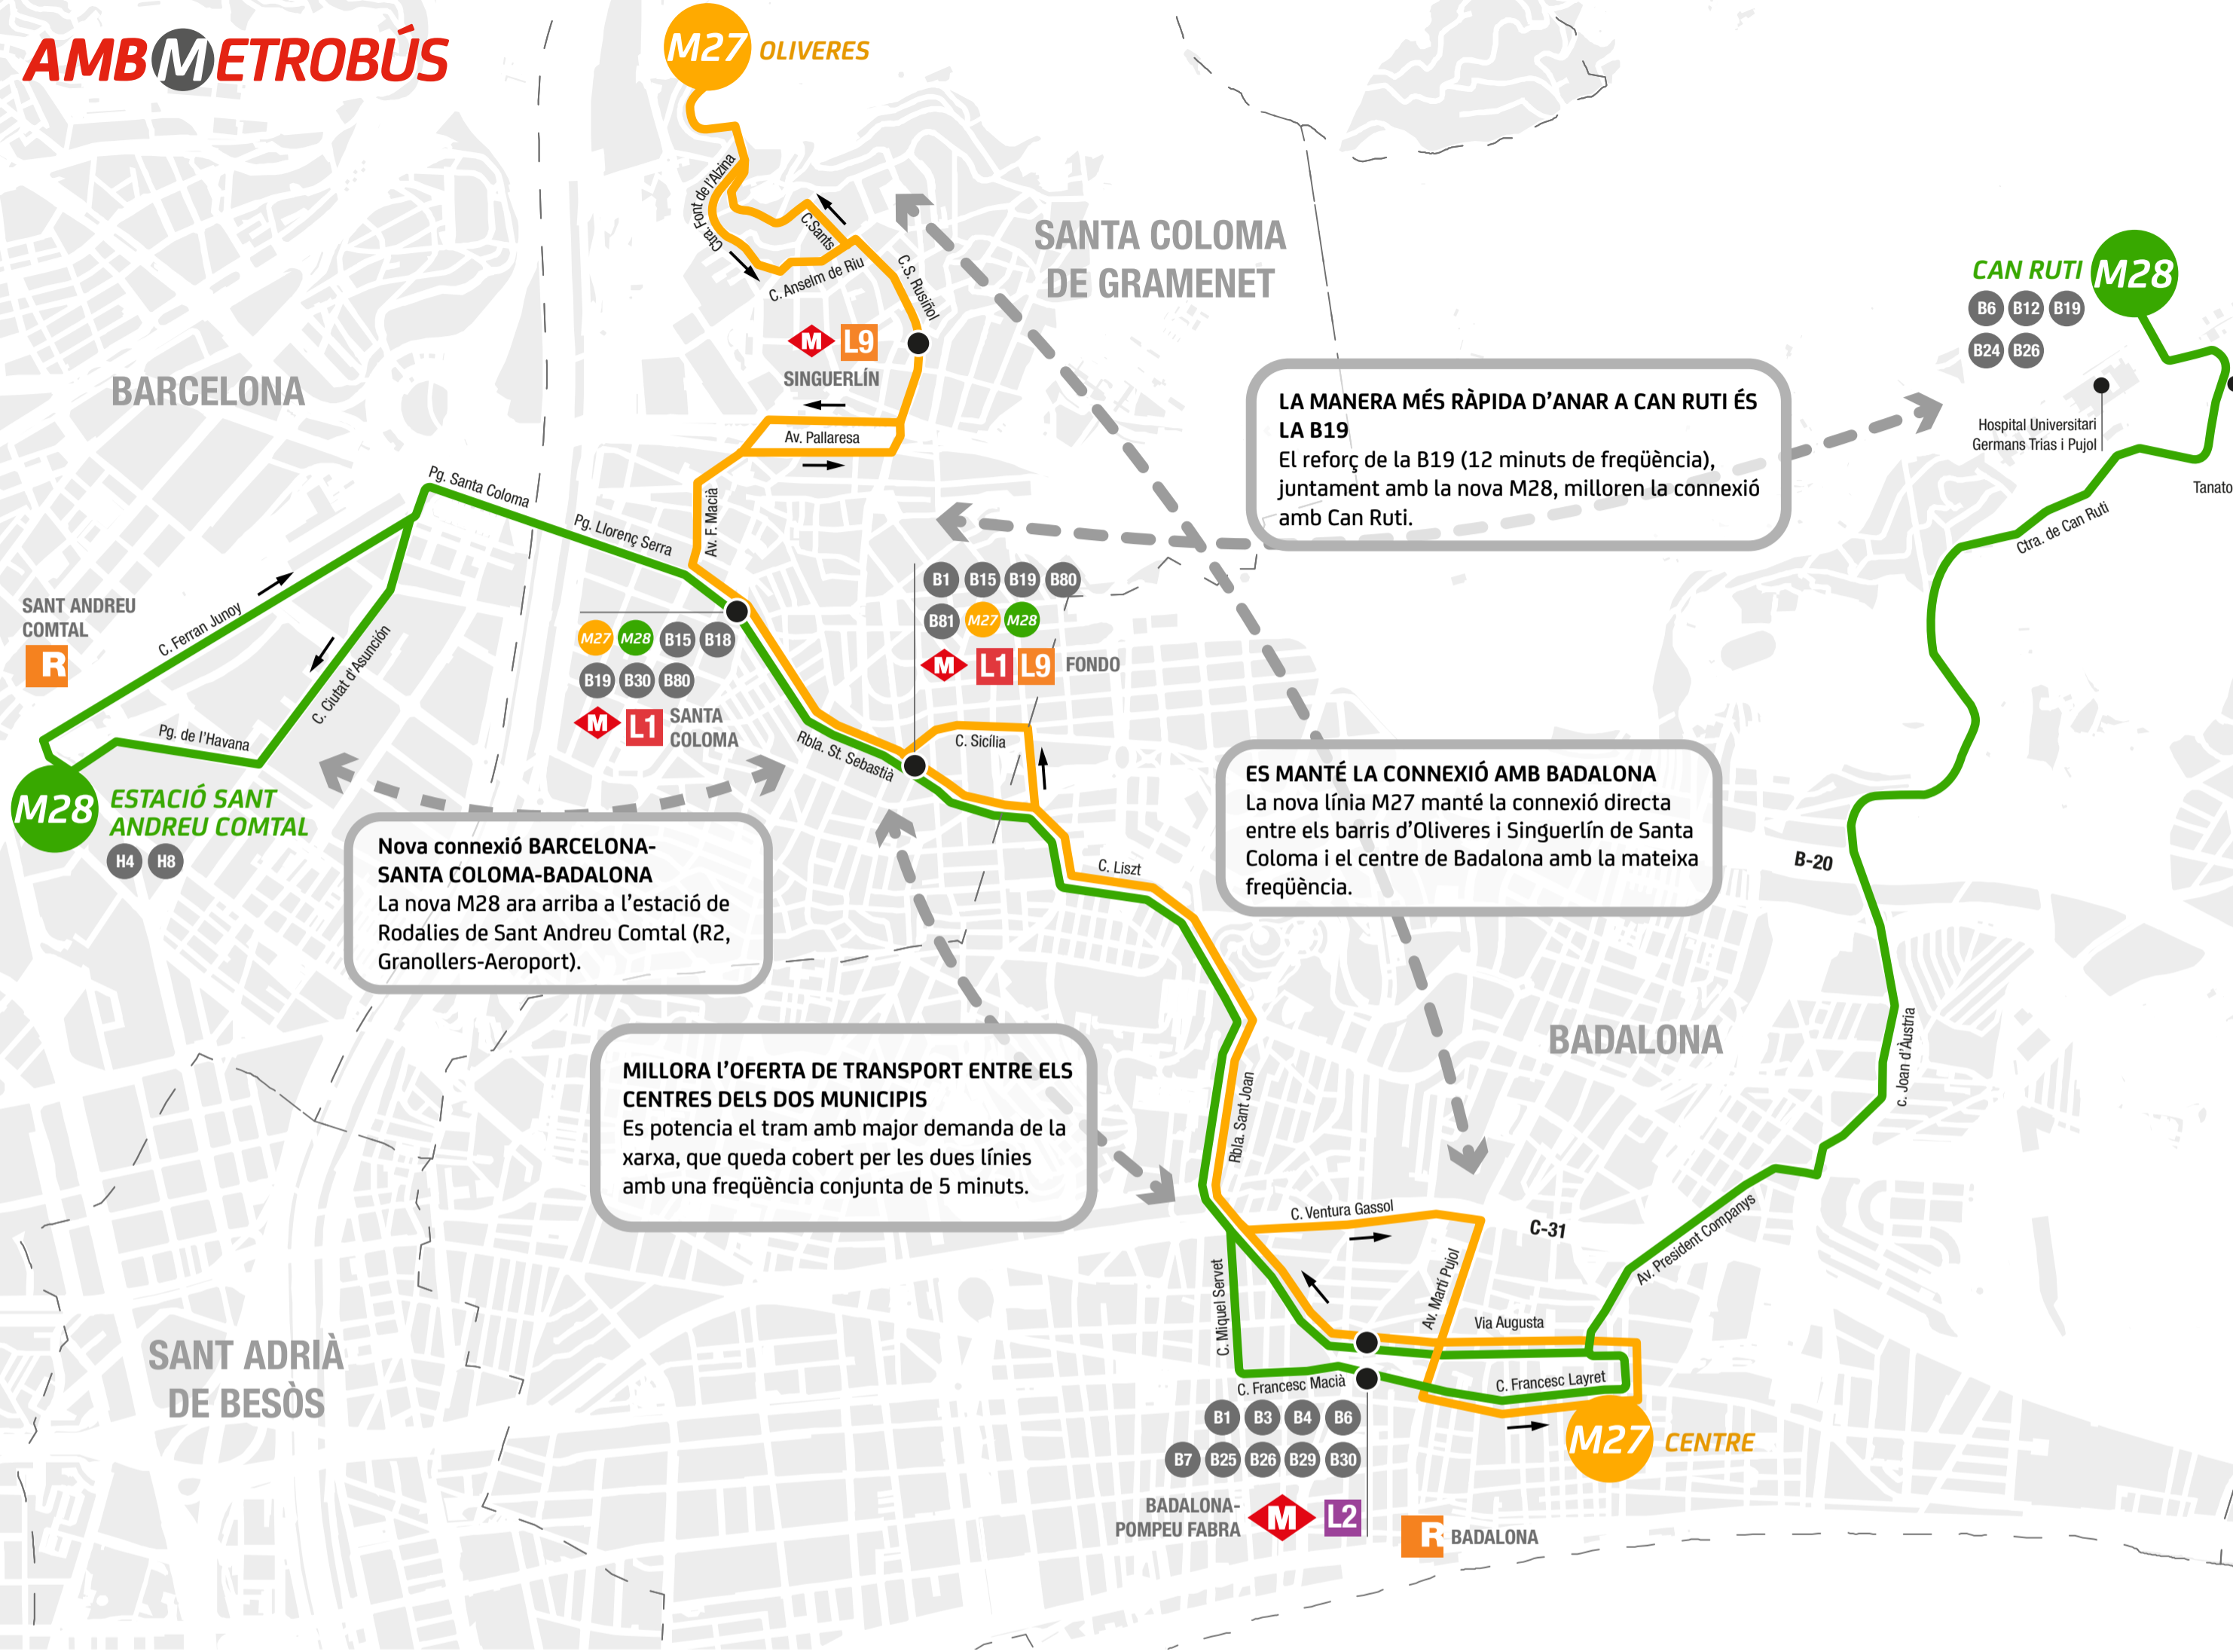 AMB METROBÚS
M27 OLIVERES
Ctra. Font de l'Alzina
C.Sants
C. Anselm de Riu
C.S. Rusiñol
SANTA COLOMA
DE GRAMENET
M L9
SINGUERLÍN
Av. Pallaresa
Av. F. Macià
BARCELONA
CAN RUTI M28
B6 B12 B19
B24 B26
Hospital Universitari
Germans Trias i Pujol
Tanato
Ctra. de Can Ruti
LA MANERA MÉS RÀPIDA D'ANAR A CAN RUTI ÉS
LA B19
El reforç de la B19 (12 minuts de freqüència),
juntament amb la nova M28, milloren la connexió
amb Can Ruti.
Pg. Santa Coloma
Pg. Llorenç Serra
SANT ANDREU
COMTAL
R
C. Ferran Junoy
C. Ciutat d'Asunción
Pg. de l'Havana
M28 ESTACIÓ SANT
ANDREU COMTAL
H4 H8
M27 M28 B15 B18
B19 B30 B80
M L1 SANTA
COLOMA
B1 B15 B19 B80
B81 M27 M28
M L1 L9 FONDO
C. Sicília
Rbla. St. Sebastià
C. Liszt
Nova connexió BARCELONA-
SANTA COLOMA-BADALONA
La nova M28 ara arriba a l'estació de
Rodalies de Sant Andreu Comtal (R2,
Granollers-Aeroport).
ES MANTÉ LA CONNEXIÓ AMB BADALONA
La nova línia M27 manté la connexió directa
entre els barris d'Oliveres i Singuerlín de Santa
Coloma i el centre de Badalona amb la mateixa
freqüència.
B-20
MILLORA l'OFERTA DE TRANSPORT ENTRE ELS
CENTRES DELS DOS MUNICIPIS
Es potencia el tram amb major demanda de la
xarxa, que queda cobert per les dues línies
amb una freqüència conjunta de 5 minuts.
BADALONA
c. Joan d'Àustria
Rbla. Sant Joan
C. Ventura Gassol
C-31
Av. President Companys
Av. Martí Pujol
C. Miquel Servet
Via Augusta
C. Francesc Macià
C. Francesc Layret
SANT ADRIÀ
DE BESÒS
B1 B3 B4 B6
B7 B25 B26 B29 B30
BADALONA-
POMPEU FABRA M L2
M27 CENTRE
R BADALONA